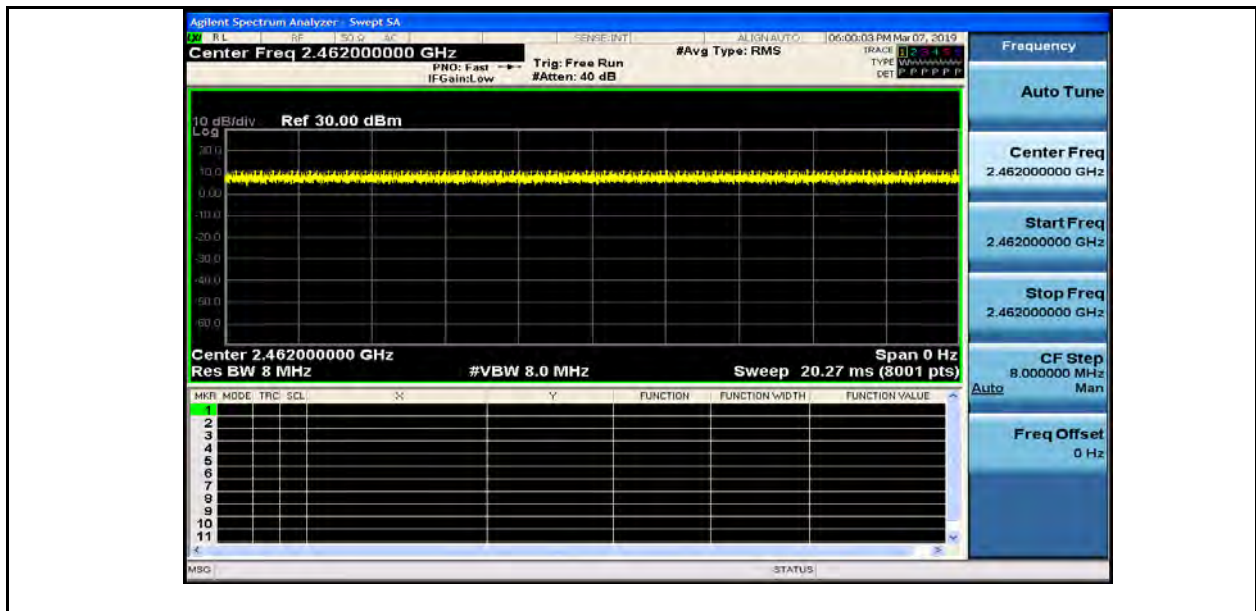 Agilent Spectrum Analyzer - Swept SA
LXI RL RF 50 Ω AC SENSE:INT ALIGN AUTO 06:00:03 PM Mar 07, 2019
Center Freq 2.462000000 GHz
#Avg Type: RMS
TRACE 1 2 3 4 5 6
PNO: Fast
Trig: Free Run
TYPE
IFGain:Low
#Atten: 40 dB
DET P P P P P P
10 dB/div Ref 30.00 dBm
Log
20.0
10.0
0.00
-10.0
-20.0
-30.0
-40.0
-50.0
-60.0
Center 2.462000000 GHz Span 0 Hz
Res BW 8 MHz #VBW 8.0 MHz Sweep 20.27 ms (8001 pts)
MKR MODE TRC SCL X Y FUNCTION FUNCTION WIDTH FUNCTION VALUE
1
2
3
4
5
6
7
8
9
10
11
MSG STATUS
Frequency
Auto Tune
Center Freq
2.462000000 GHz
Start Freq
2.462000000 GHz
Stop Freq
2.462000000 GHz
CF Step
8.000000 MHz
Auto Man
Freq Offset
0 Hz